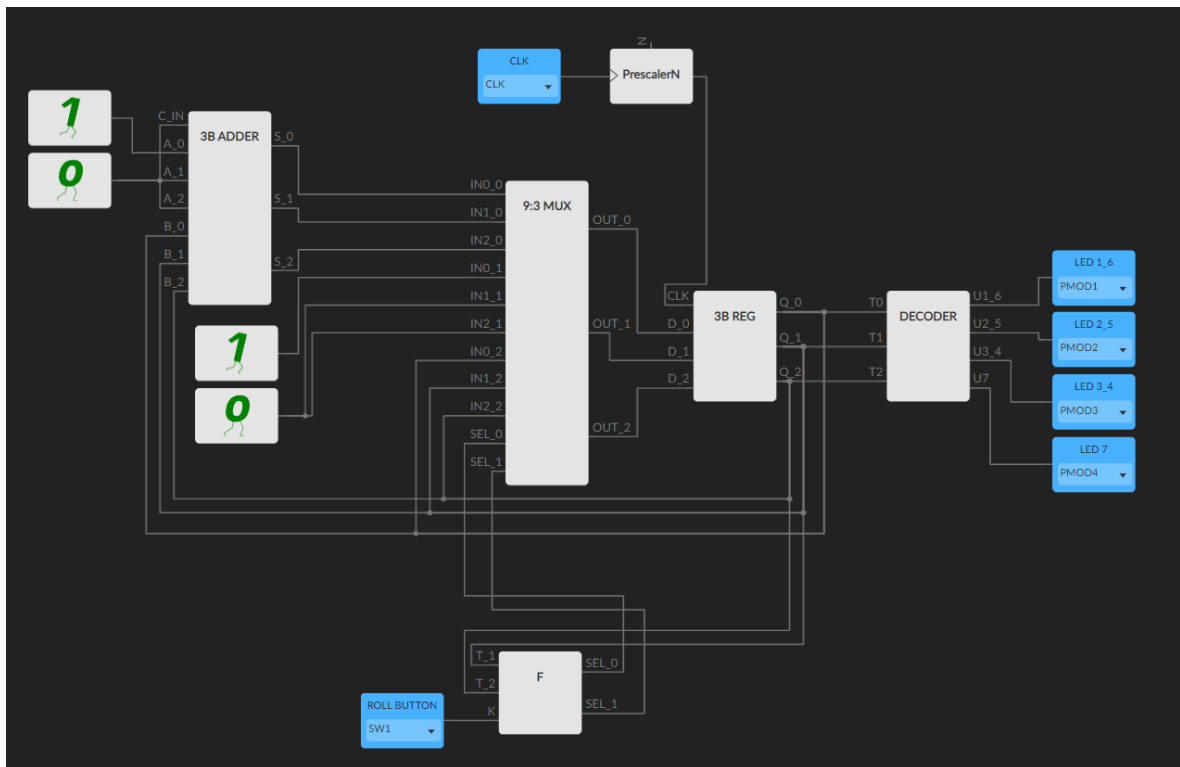 CLK
CLK
N
PrescalerN
1
0
C_IN
A_0
A_1
A_2
B_0
B_1
B_2
3B ADDER
S_0
S_1
S_2
1
0
IN0_0
IN1_0
IN2_0
IN0_1
IN1_1
IN2_1
IN0_2
IN1_2
IN2_2
SEL_0
SEL_1
9:3 MUX
OUT_0
OUT_1
OUT_2
CLK
D_0
D_1
D_2
3B REG
Q_0
Q_1
Q_2
T0
T1
T2
DECODER
U1_6
U2_5
U3_4
U7
LED 1_6
PMOD1
LED 2_5
PMOD2
LED 3_4
PMOD3
LED 7
PMOD4
T_1
T_2
K
F
SEL_0
SEL_1
ROLL BUTTON
SW1